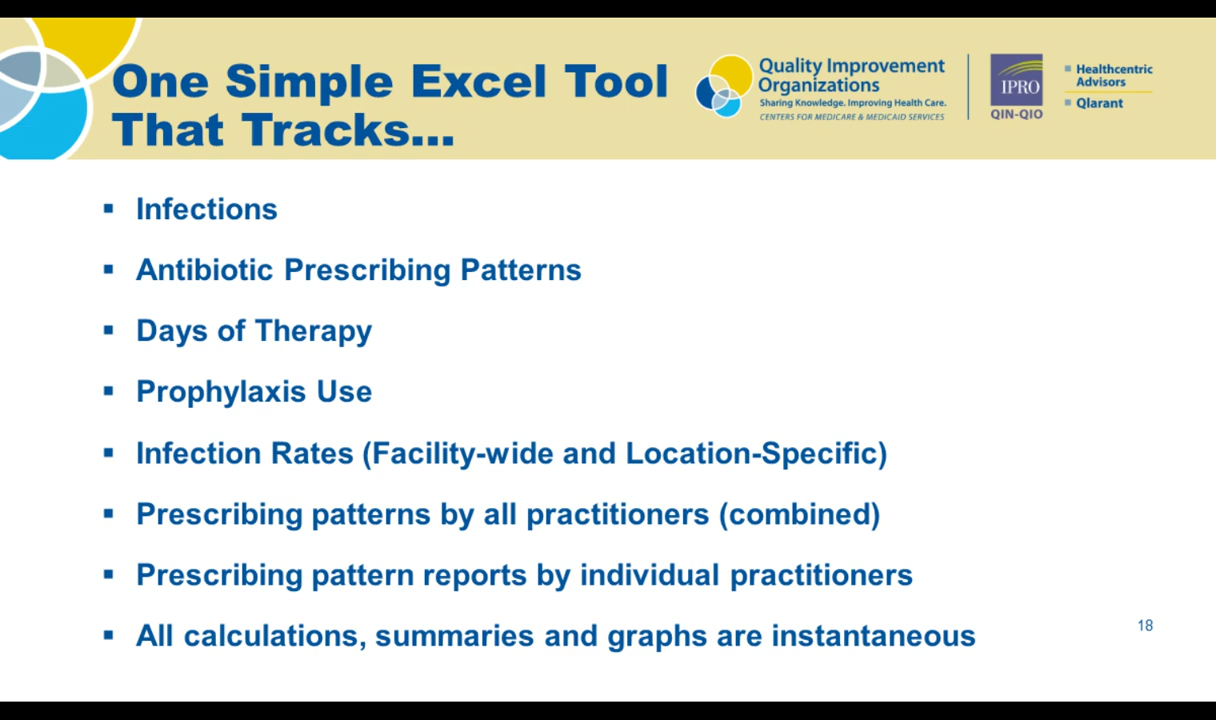 One Simple Excel Tool
That Tracks...
Quality Improvement
Organizations
Sharing Knowledge. Improving Health Care.
CENTERS FOR MEDICARE & MEDICAID SERVICES
IPRO
QIN-QIO
▪ Healthcentric
Advisors
▪ Qlarant
▪ Infections
▪ Antibiotic Prescribing Patterns
▪ Days of Therapy
▪ Prophylaxis Use
▪ Infection Rates (Facility-wide and Location-Specific)
▪ Prescribing patterns by all practitioners (combined)
▪ Prescribing pattern reports by individual practitioners
▪ All calculations, summaries and graphs are instantaneous
18